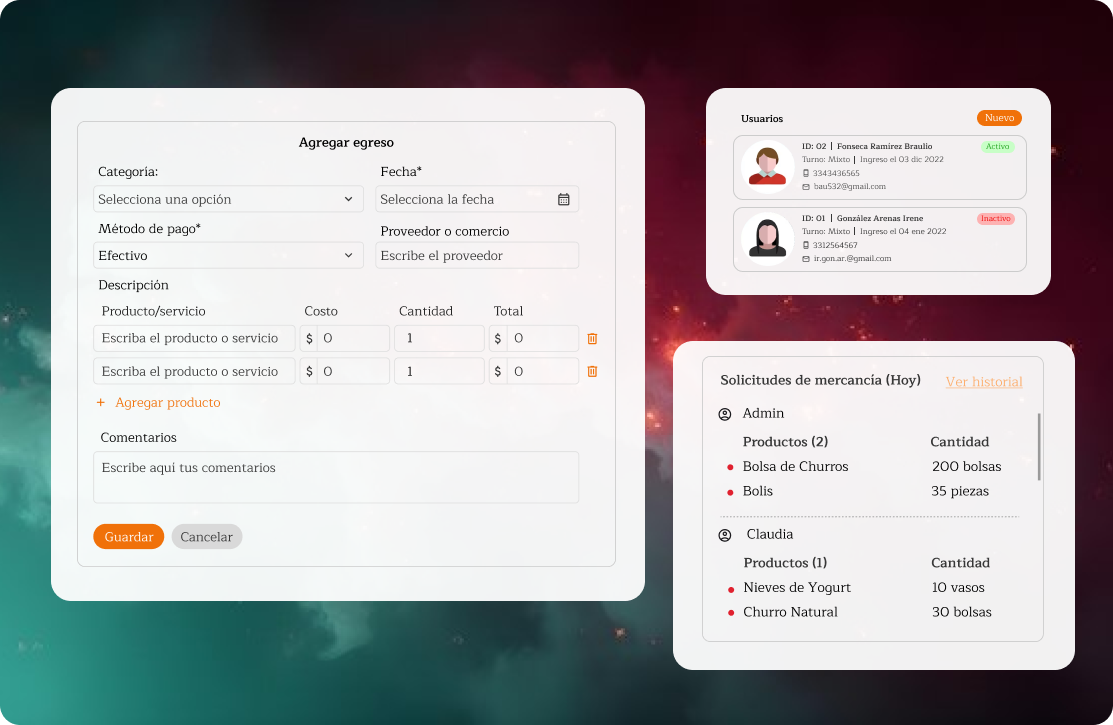 Agregar egreso
Categoría: Fecha*
Selecciona una opción Selecciona la fecha
Método de pago* Proveedor o comercio
Efectivo Escribe el proveedor
Descripción
Producto/servicio Costo Cantidad Total
Escriba el producto o servicio $ 0 1 $ 0
Escriba el producto o servicio $ 0 1 $ 0
+ Agregar producto
Comentarios
Escribe aqui tus comentarios
Guardar Cancelar
Usuarios Nuevo
ID: 02 | Fonseca Ramírez Braulio Activo
Turno: Mixto | Ingreso el 03 dic 2022
3343436565
bau532@gmail.com
ID: 01 | González Arenas Irene Inactivo
Turno: Mixto | Ingreso el 04 ene 2022
3312564567
ir.gon.ar.@gmail.com
Solicitudes de mercancía (Hoy) Ver historial
Admin
Productos (2) Cantidad
Bolsa de Churros 200 bolsas
Bolis 35 piezas
Claudia
Productos (1) Cantidad
Nieves de Yogurt 10 vasos
Churro Natural 30 bolsas